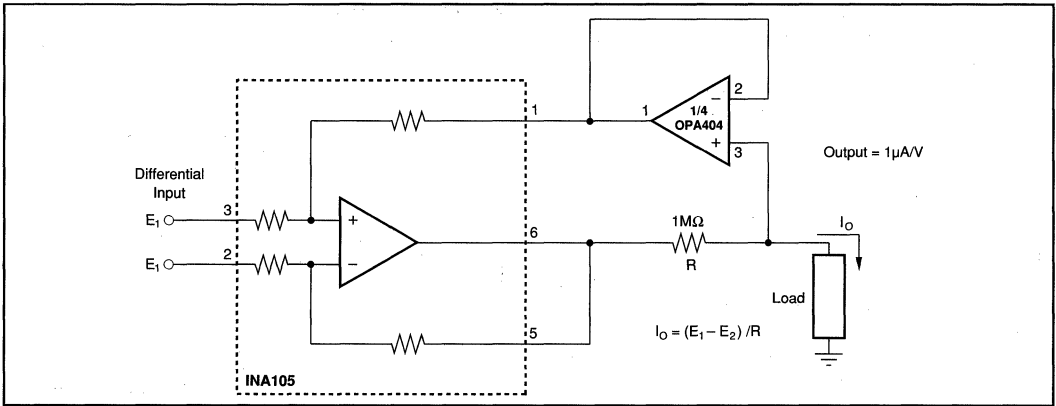 1
1
1/4
OPA404
−
2
+
3
Output = 1µA/V
Differential
Input
E₁
3
+
E₁
2
−
6
1MΩ
R
I_O
Load
5
I_O = (E₁ − E₂) /R
INA105